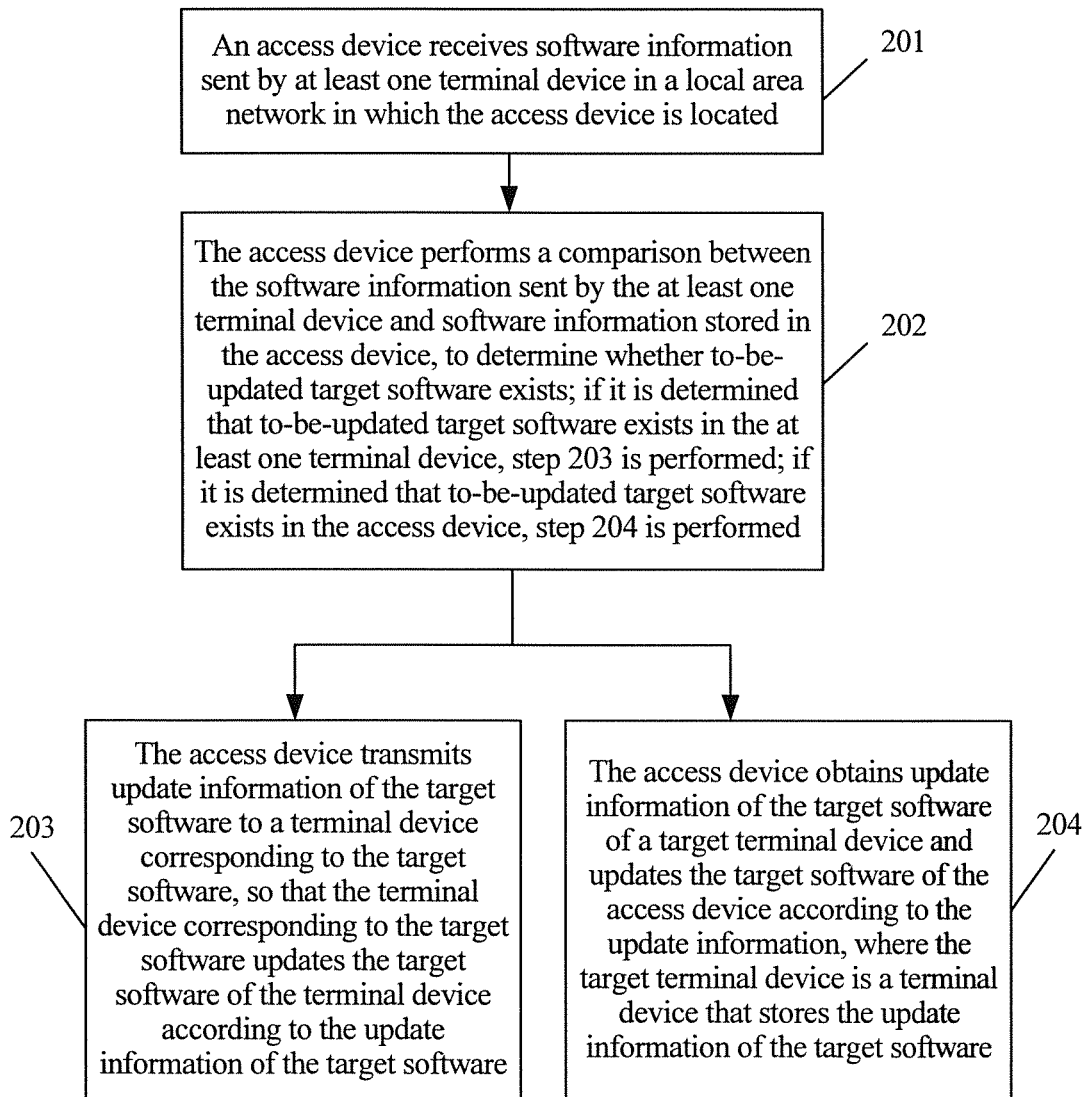 An access device receives software information
sent by at least one terminal device in a local area
network in which the access device is located
201
The access device performs a comparison between
the software information sent by the at least one
terminal device and software information stored in
the access device, to determine whether to-be-
updated target software exists; if it is determined
that to-be-updated target software exists in the at
least one terminal device, step 203 is performed; if
it is determined that to-be-updated target software
exists in the access device, step 204 is performed
202
203
The access device transmits
update information of the target
software to a terminal device
corresponding to the target
software, so that the terminal
device corresponding to the target
software updates the target
software of the terminal device
according to the update
information of the target software
The access device obtains update
information of the target software
of a target terminal device and
updates the target software of the
access device according to the
update information, where the
target terminal device is a terminal
device that stores the update
information of the target software
204